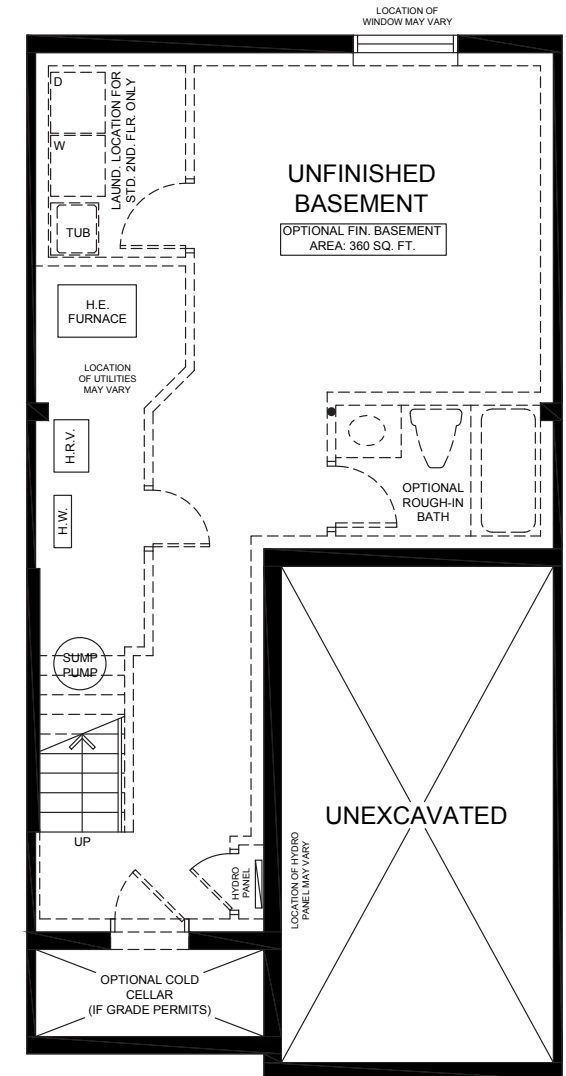 LOCATION OF
WINDOW MAY VARY
D
W
TUB
LAUND. LOCATION FOR
STD. 2ND. FLR. ONLY
UNFINISHED
BASEMENT
OPTIONAL FIN. BASEMENT
AREA: 360 SQ. FT.
H.E.
FURNACE
LOCATION
OF UTILITIES
MAY VARY
H.R.V.
H.W.
OPTIONAL
ROUGH-IN
BATH
SUMP
PUMP
UP
UNEXCAVATED
HYDRO
PANEL
LOCATION OF HYDRO
PANEL MAY VARY
OPTIONAL COLD
CELLAR
(IF GRADE PERMITS)